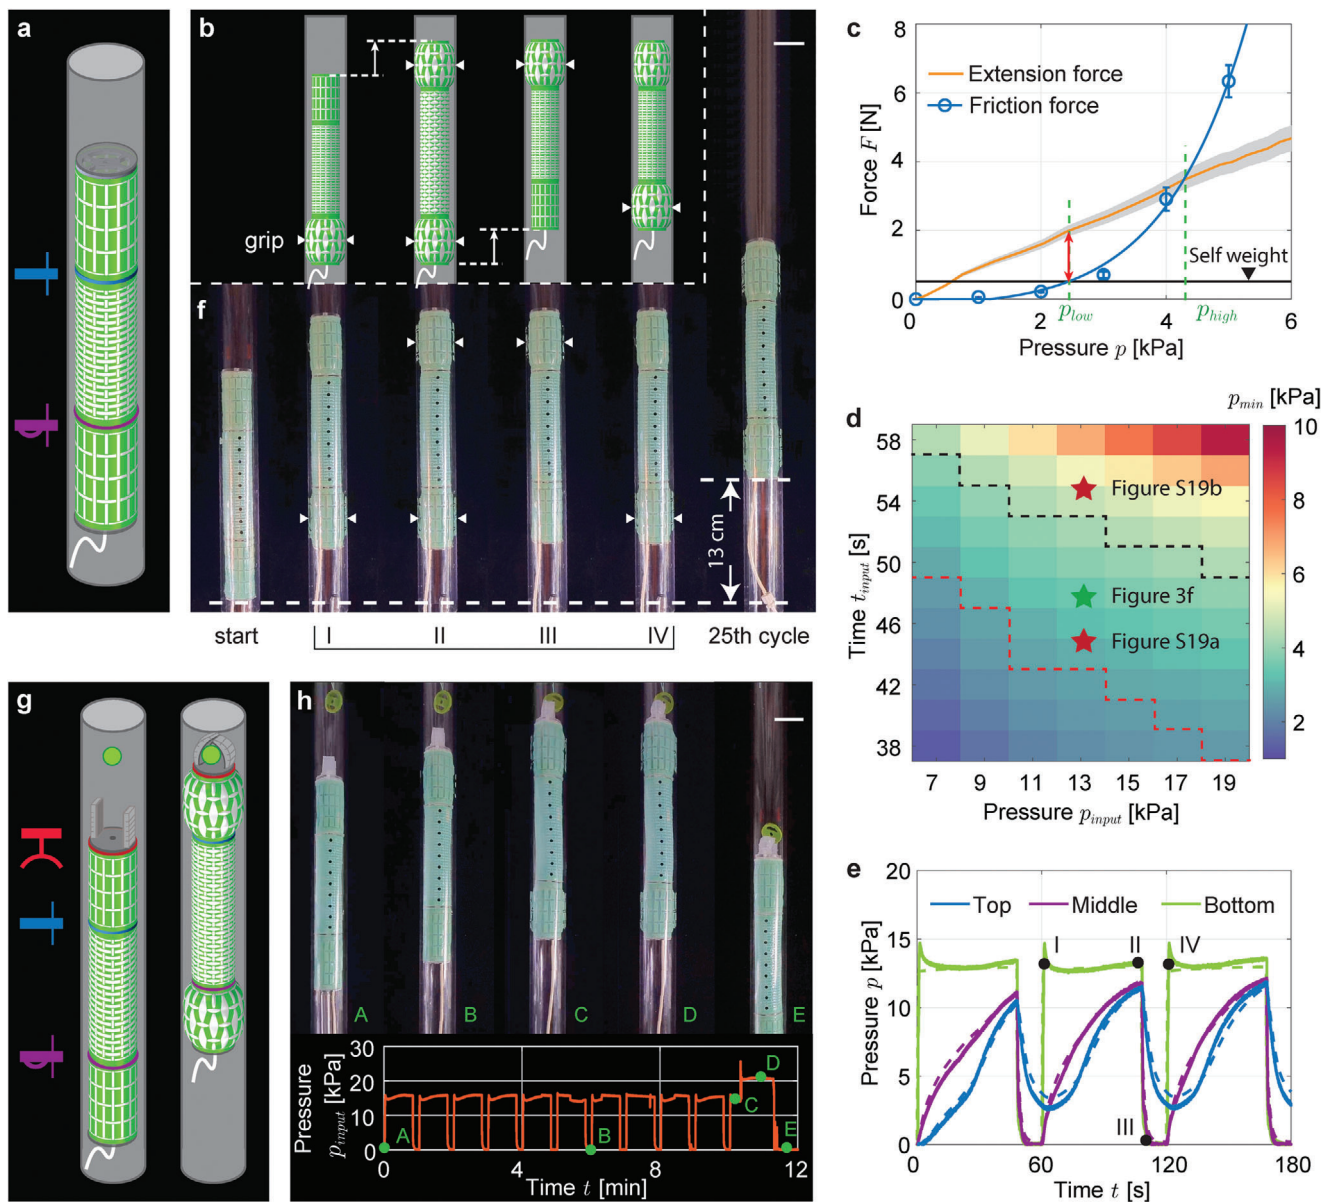 a
b
grip
c
Extension force
Friction force
Self weight
p_low
p_high
Force F [N]
8
6
4
2
0
0 2 4 6
Pressure p [kPa]
f
13 cm
start
I II III IV
25th cycle
d
p_min [kPa]
10
8
6
4
2
Figure S19b
Figure 3f
Figure S19a
Time t_input [s]
58
54
50
46
42
38
7 9 11 13 15 17 19
Pressure p_input [kPa]
g
h
A B C D E
Pressure
p_input [kPa]
30
20
10
0
A
B
C
D
E
0 4 8 12
Time t [min]
e
Top Middle Bottom
I II IV
III
Pressure p [kPa]
20
15
10
5
0
0 60 120 180
Time t [s]